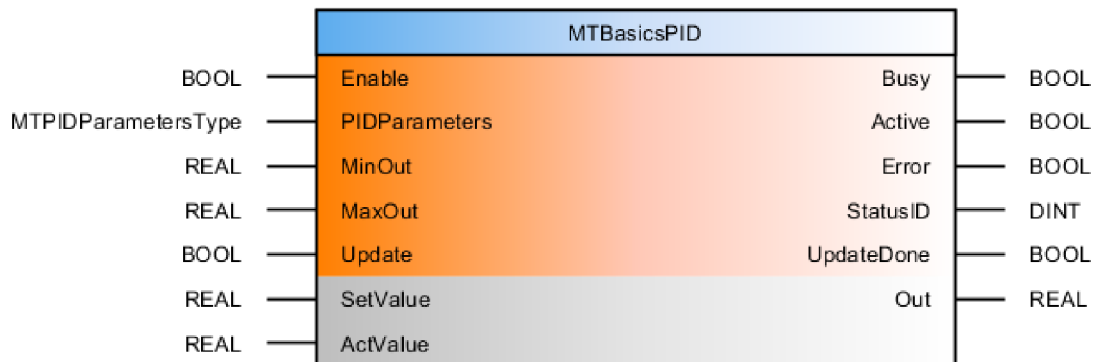 MTBasicsPID
BOOL Enable Busy BOOL
MTPIDParametersType PIDParameters Active BOOL
REAL MinOut Error BOOL
REAL MaxOut StatusID DINT
BOOL Update UpdateDone BOOL
REAL SetValue Out REAL
REAL ActValue